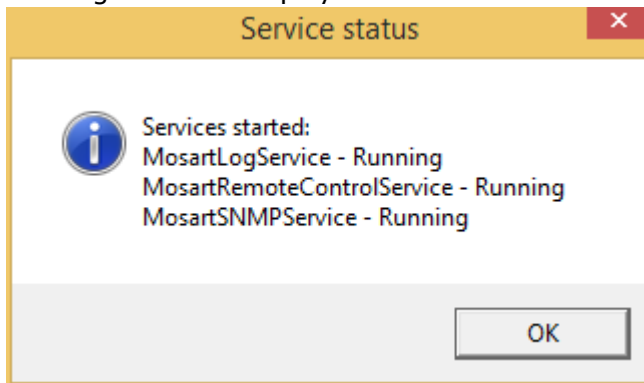 Service status
Services started:
MosartLogService - Running
MosartRemoteControlService - Running
MosartSNMPService - Running
OK